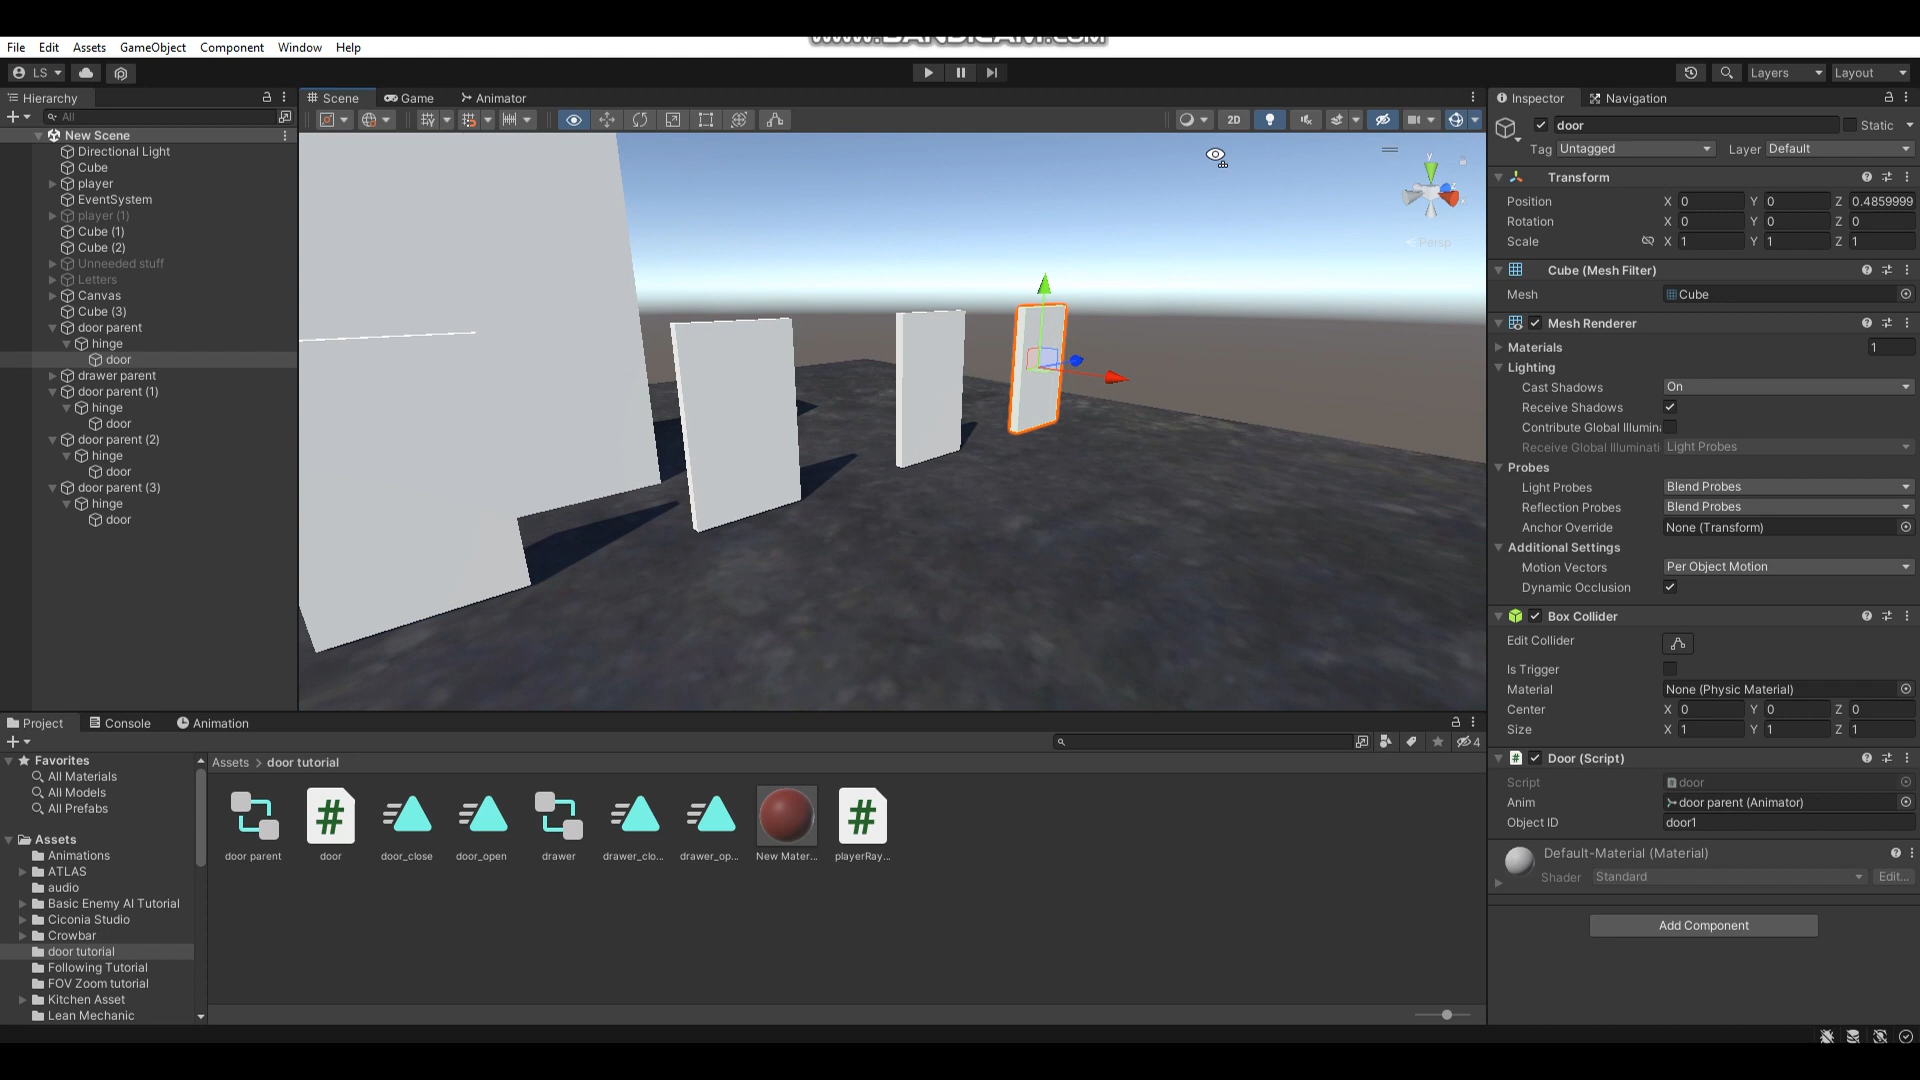 www.BANDICAM.com
File Edit Assets GameObject Component Window Help
LS Layers Layout
Hierarchy Scene Game Animator Inspector Navigation
All 2D door Static
New Scene
Directional Light
Cube
player
EventSystem
player (1)
Cube (1)
Cube (2)
Unneeded stuff
Letters
Canvas
Cube (3)
door parent
hinge
door
drawer parent
door parent (1)
hinge
door
door parent (2)
hinge
door
door parent (3)
hinge
door
y
x
Persp
Tag Untagged Layer Default
Transform
Position X 0 Y 0 Z 0.4859999
Rotation X 0 Y 0 Z 0
Scale X 1 Y 1 Z 1
Cube (Mesh Filter)
Mesh Cube
Mesh Renderer
Materials 1
Lighting
Cast Shadows On
Receive Shadows
Contribute Global Illumin
Receive Global Illuminati Light Probes
Probes
Light Probes Blend Probes
Reflection Probes Blend Probes
Anchor Override None (Transform)
Additional Settings
Motion Vectors Per Object Motion
Dynamic Occlusion
Box Collider
Edit Collider
Is Trigger
Material None (Physic Material)
Center X 0 Y 0 Z 0
Size X 1 Y 1 Z 1
Door (Script)
Script door
Anim door parent (Animator)
Object ID door1
Default-Material (Material)
Shader Standard Edit...
Add Component
Project Console Animation
4
Favorites
All Materials
All Models
All Prefabs
Assets
Animations
ATLAS
audio
Basic Enemy AI Tutorial
Ciconia Studio
Crowbar
door tutorial
Following Tutorial
FOV Zoom tutorial
Kitchen Asset
Lean Mechanic
Assets > door tutorial
door parent door door_close door_open drawer drawer_clo... drawer_op... New Mater... playerRay...